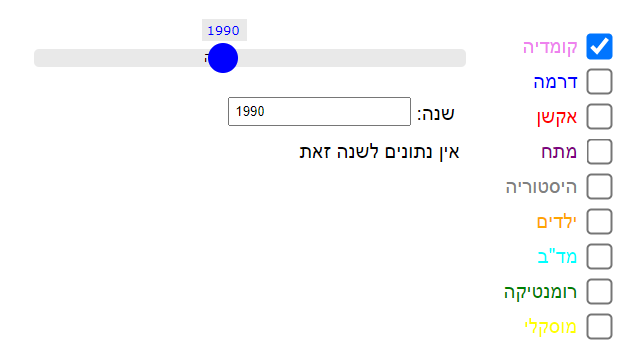 קומדיה
דרמה
אקשן
מתח
היסטוריה
ילדים
מד"ב
רומנטיקה
מוסקלי
1990
שנה: 1990
אין נתונים לשנה זאת